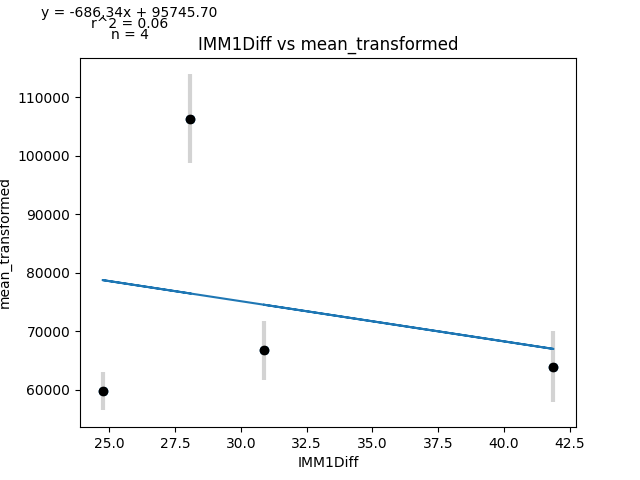 y = -686.34x + 95745.70
r^2 = 0.06
n = 4
IMM1Diff vs mean_transformed
mean_transformed
110000
100000
90000
80000
70000
60000
25.0 27.5 30.0 32.5 35.0 37.5 40.0 42.5
IMM1Diff